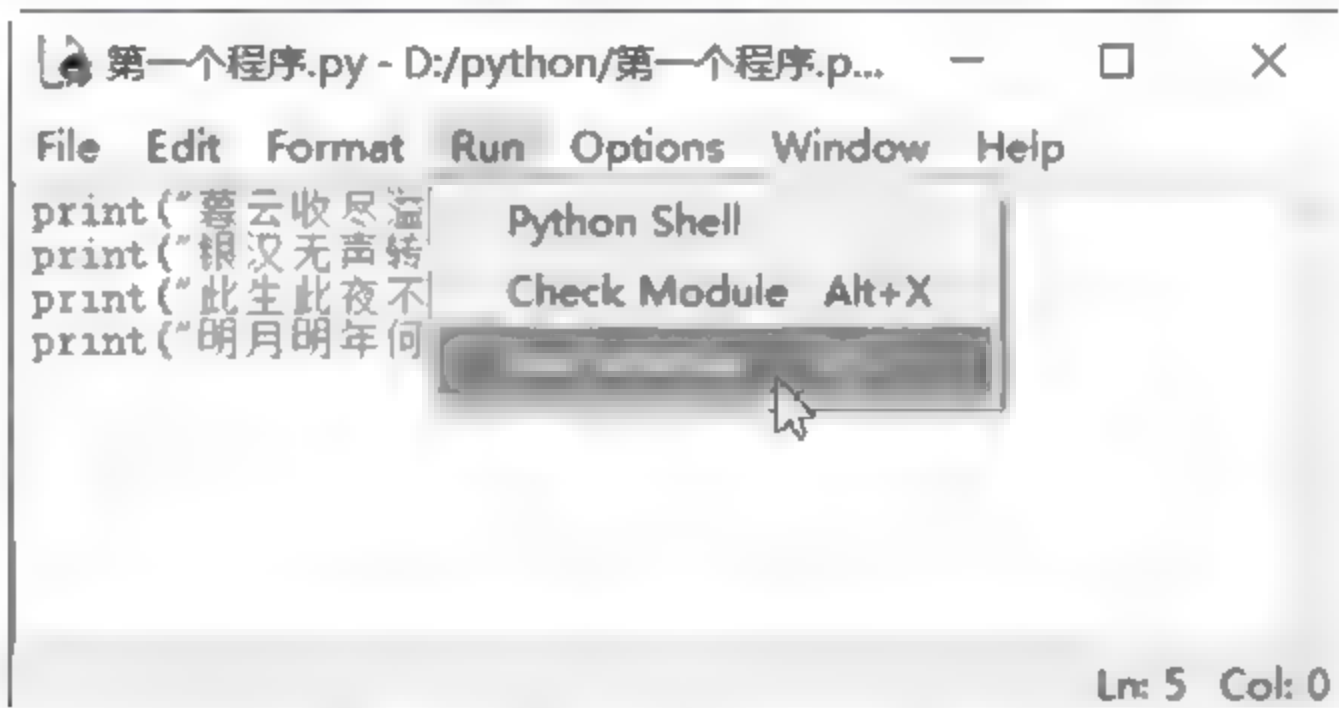 第一个程序.py - D:/python/第一个程序.p...
File Edit Format Run Options Window Help
print("暮云收尽溢
print("银汉无声转
print("此生此夜不
print("明月明年何
Python Shell
Check Module Alt+X
Ln: 5 Col: 0